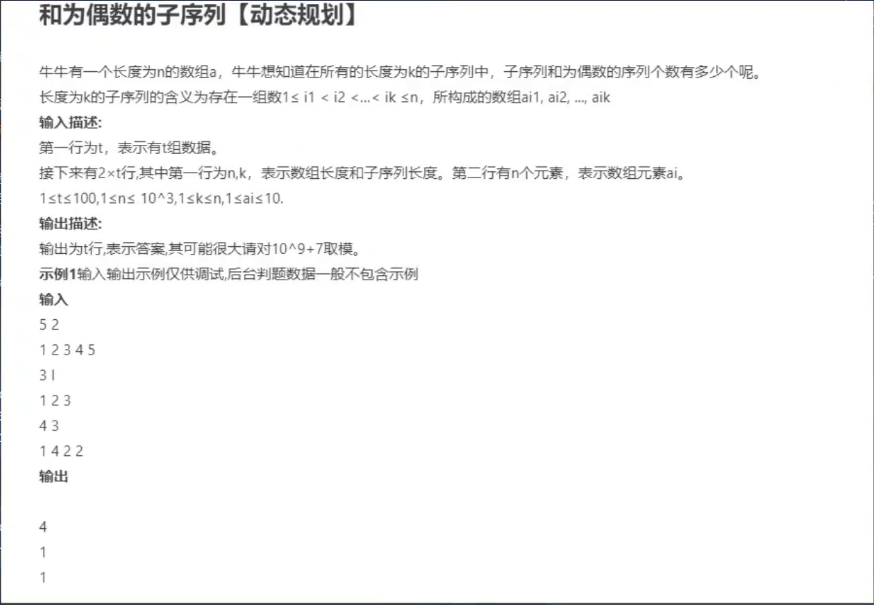 和为偶数的子序列【动态规划】
牛牛有一个长度为n的数组a，牛牛想知道在所有的长度为k的子序列中，子序列和为偶数的序列个数有多少个呢。
长度为k的子序列的含义为存在一组数1≤ i1 < i2 <...< ik ≤n，所构成的数组ai1, ai2, ..., aik
输入描述:
第一行为t，表示有t组数据。
接下来有2×t行,其中第一行为n,k，表示数组长度和子序列长度。第二行有n个元素，表示数组元素ai。
1≤t≤100,1≤n≤ 10^3,1≤k≤n,1≤ai≤10.
输出描述:
输出为t行,表示答案,其可能很大请对10^9+7取模。
示例1输入输出示例仅供调试,后台判题数据一般不包含示例
输入
5 2
1 2 3 4 5
3 l
1 2 3
4 3
1 4 2 2
输出
4
1
1